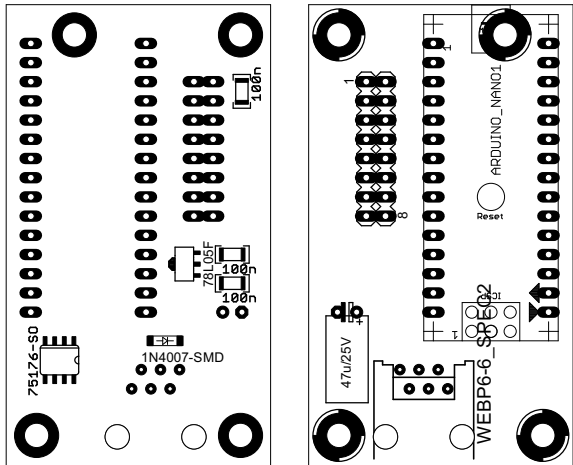 100n
78L05F
100n
100n
75176-SO
1N4007-SMD
1
1
ARDUINO_NANO1
8
Reset
ICSP
1
+
47u/25V
WEBP6-6_SPEC2